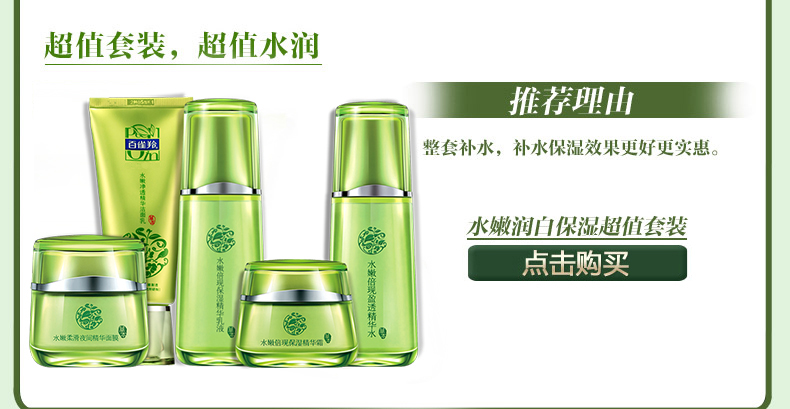 超值套装，超值水润
推荐理由
整套补水，补水保湿效果更好更实惠。
水嫩润白保湿超值套装
点击购买
百雀羚
水嫩净透精华洁面乳
水嫩倍现保湿精华乳液
水嫩倍现盈透精华水
水嫩柔滑夜间精华面膜
水嫩倍现保湿精华霜